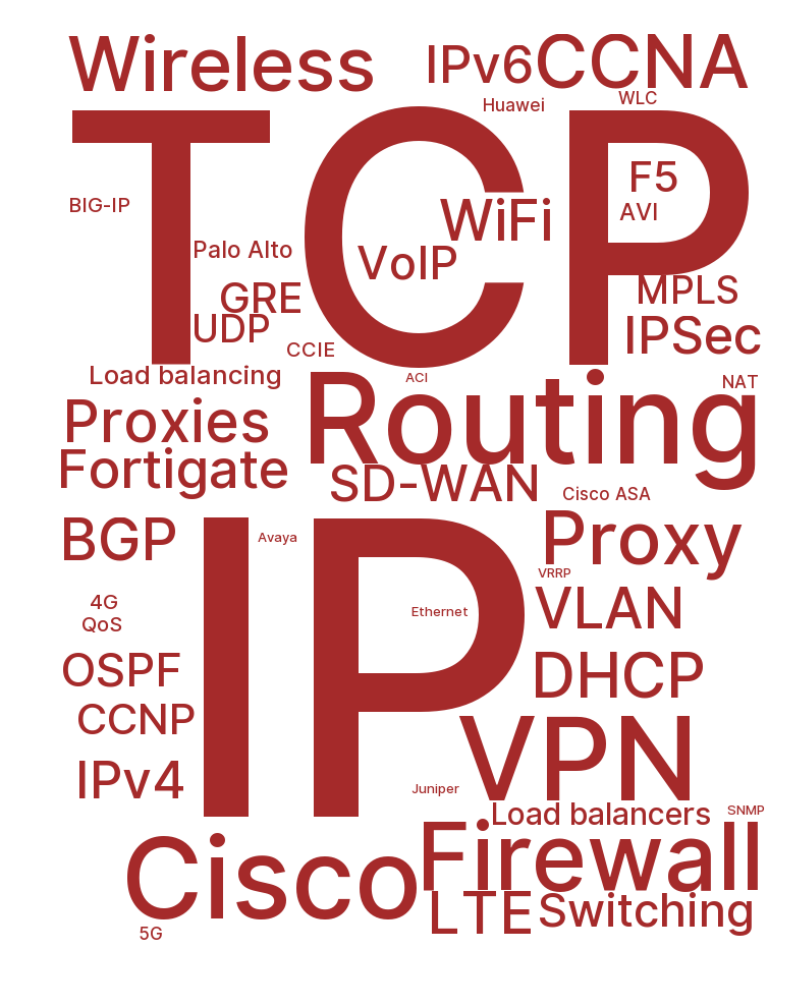 Wireless
IPv6
CCNA
Huawei
WLC
TCP
F5
BIG-IP
AVI
WiFi
Palo Alto
VoIP
GRE
MPLS
UDP
IPSec
CCIE
Load balancing
ACI
NAT
Routing
Proxies
Fortigate
SD-WAN
Cisco ASA
BGP
Avaya
Proxy
IP
VRRP
4G
Ethernet
VLAN
QoS
OSPF
DHCP
CCNP
VPN
IPv4
Juniper
Load balancers
SNMP
Firewall
Cisco
LTE
Switching
5G